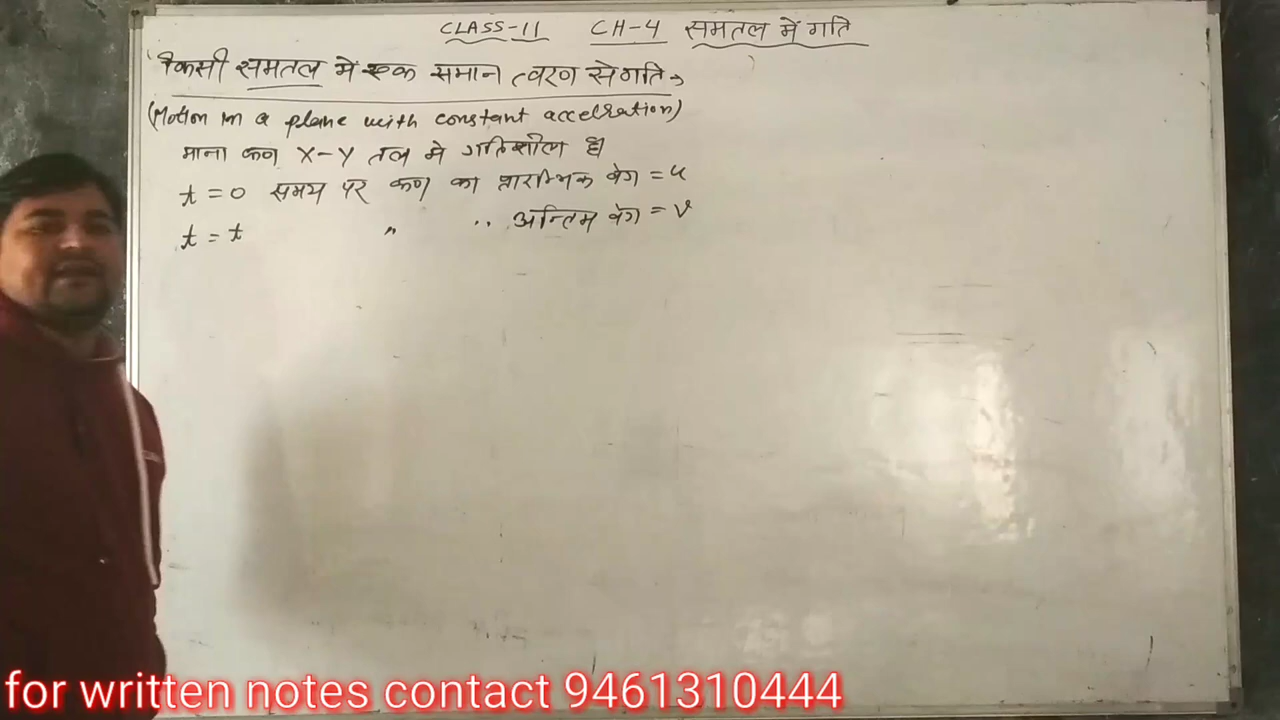 CLASS-11 CH-4 समतल में गति
किसी समतल मे एक समान त्वरण से गति→
(Motion in a plane with constant accelration)
माना कण X-Y तल मे गतिशील है
t = 0 समय पर कण का प्रारम्भिक वेग = u
t = t " " अन्तिम वेग = v
for written notes contact 9461310444